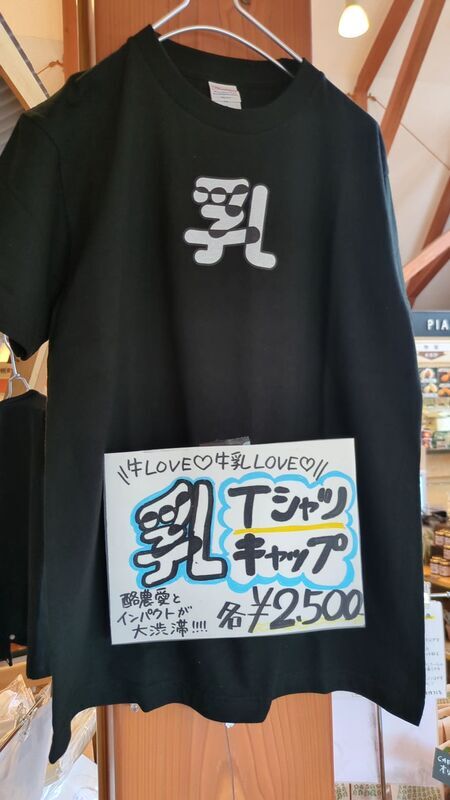 乳
\\牛LOVE♡牛乳LOVE♡//
乳 Tシャツ
キャップ
酪農愛と
インパクトが
大渋滞!!!!
各¥2.500
PIA